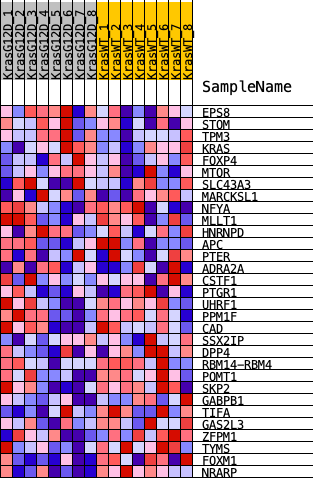 KrasG12D_1
KrasG12D_2
KrasG12D_3
KrasG12D_4
KrasG12D_5
KrasG12D_6
KrasG12D_7
KrasG12D_8
KrasWT_1
KrasWT_2
KrasWT_3
KrasWT_4
KrasWT_5
KrasWT_6
KrasWT_7
KrasWT_8
SampleName
EPS8
STOM
TPM3
KRAS
FOXP4
MTOR
SLC43A3
MARCKSL1
NFYA
MLLT1
HNRNPD
APC
PTER
ADRA2A
CSTF1
PTGR1
UHRF1
PPM1F
CAD
SSX2IP
DPP4
RBM14-RBM4
POMT1
SKP2
GABPB1
TIFA
GAS2L3
ZFPM1
TYMS
FOXM1
NRARP